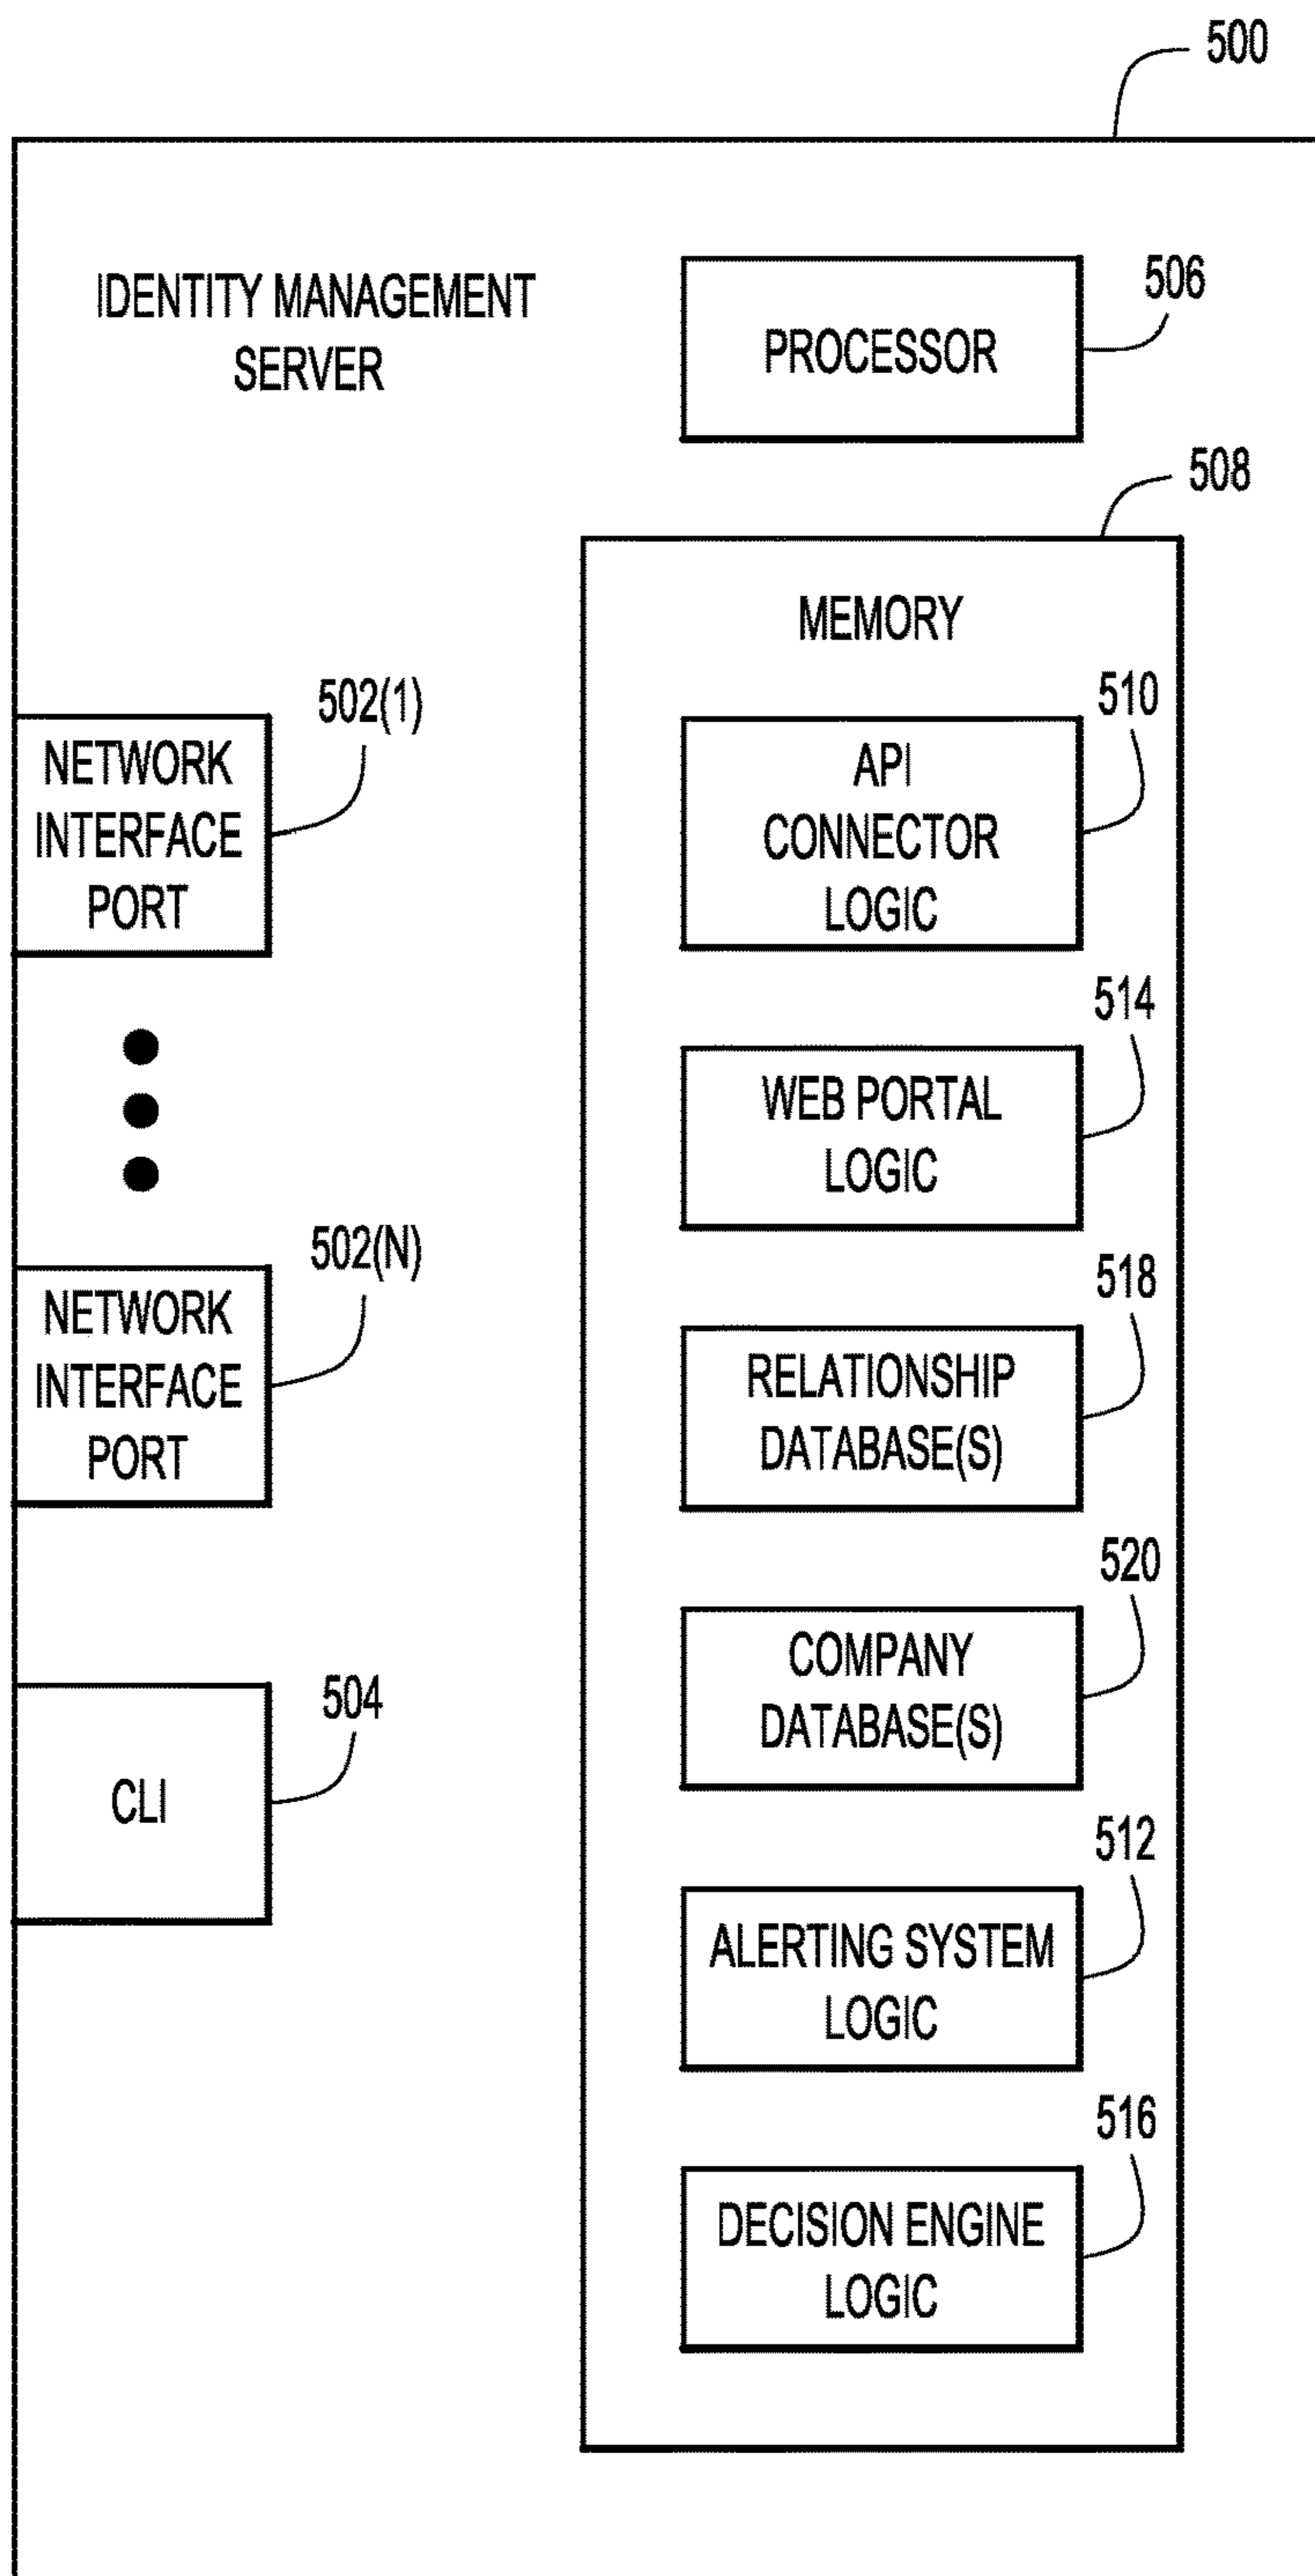 500
IDENTITY MANAGEMENT
SERVER
PROCESSOR
506
508
MEMORY
502(1)
NETWORK
INTERFACE
PORT
510
API
CONNECTOR
LOGIC
514
WEB PORTAL
LOGIC
502(N)
NETWORK
INTERFACE
PORT
518
RELATIONSHIP
DATABASE(S)
520
COMPANY
DATABASE(S)
504
CLI
512
ALERTING SYSTEM
LOGIC
516
DECISION ENGINE
LOGIC